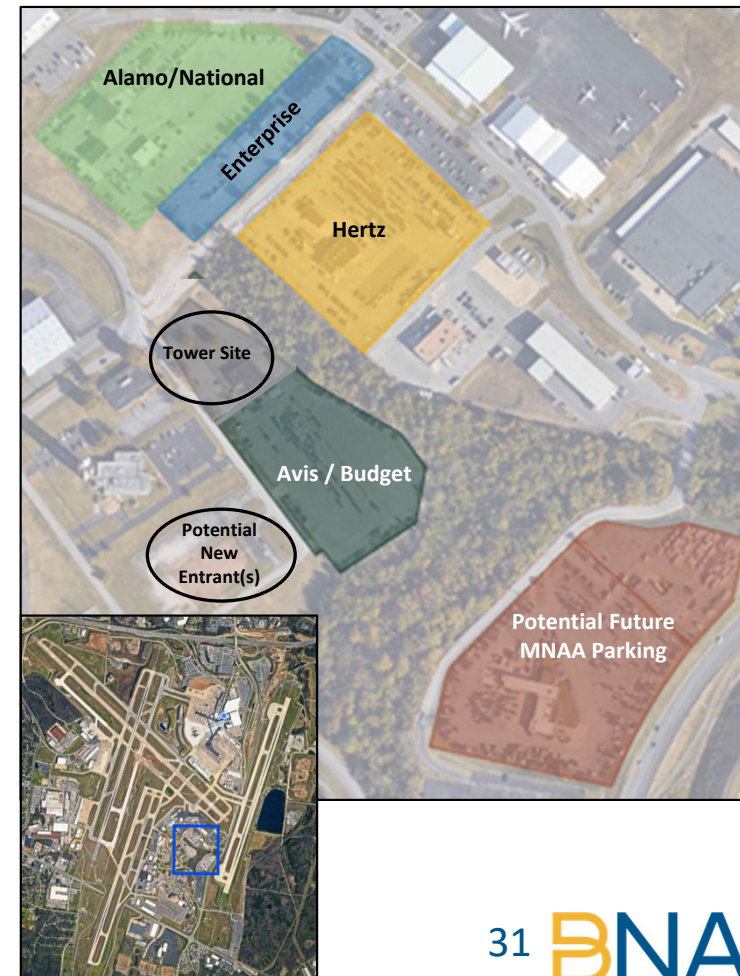 Alamo/National
Enterprise
Hertz
Tower Site
Avis / Budget
Potential
New
Entrant(s)
Potential Future
MNAA Parking
31
BNA